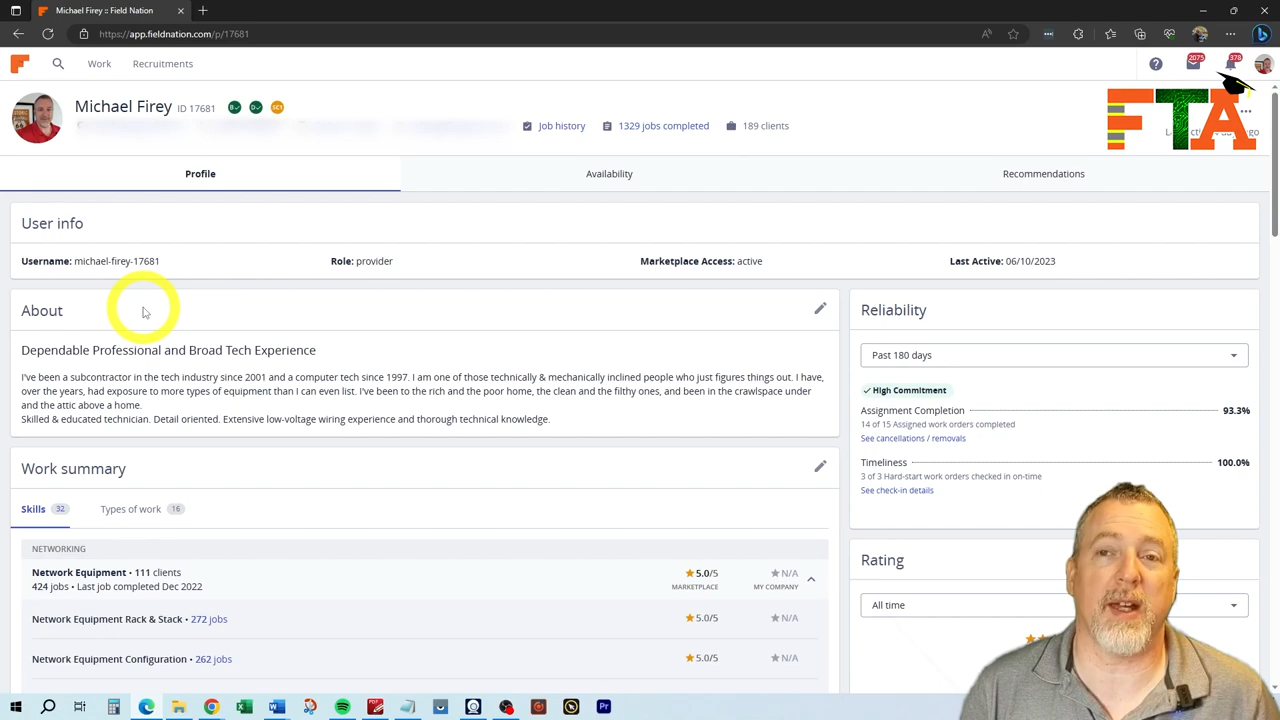 Michael Firey :: Field Nation
https://app.fieldnation.com/p/17681
Work
Recruitments
2075
378
Michael Firey ID 17681
SC1
Job history
1329 jobs completed
189 clients
FTA
Profile
Availability
Recommendations
User info
Username: michael-firey-17681
Role: provider
Marketplace Access: active
Last Active: 06/10/2023
About
Dependable Professional and Broad Tech Experience
I've been a subcontractor in the tech industry since 2001 and a computer tech since 1997. I am one of those technically & mechanically inclined people who just figures things out. I have,
over the years, had exposure to more types of equipment than I can even list. I've been to the rich and the poor home, the clean and the filthy ones, and been in the crawlspace under
and the attic above a home.
Skilled & educated technician. Detail oriented. Extensive low-voltage wiring experience and thorough technical knowledge.
Reliability
Past 180 days
High Commitment
Assignment Completion 93.3%
14 of 15 Assigned work orders completed
See cancellations / removals
Timeliness 100.0%
3 of 3 Hard-start work orders checked in on-time
See check-in details
Work summary
Skills 32
Types of work 16
NETWORKING
Network Equipment • 111 clients
424 jobs • Last job completed Dec 2022
5.0/5
MARKETPLACE
N/A
MY COMPANY
Network Equipment Rack & Stack • 272 jobs
5.0/5
N/A
Network Equipment Configuration • 262 jobs
5.0/5
N/A
Rating
All time